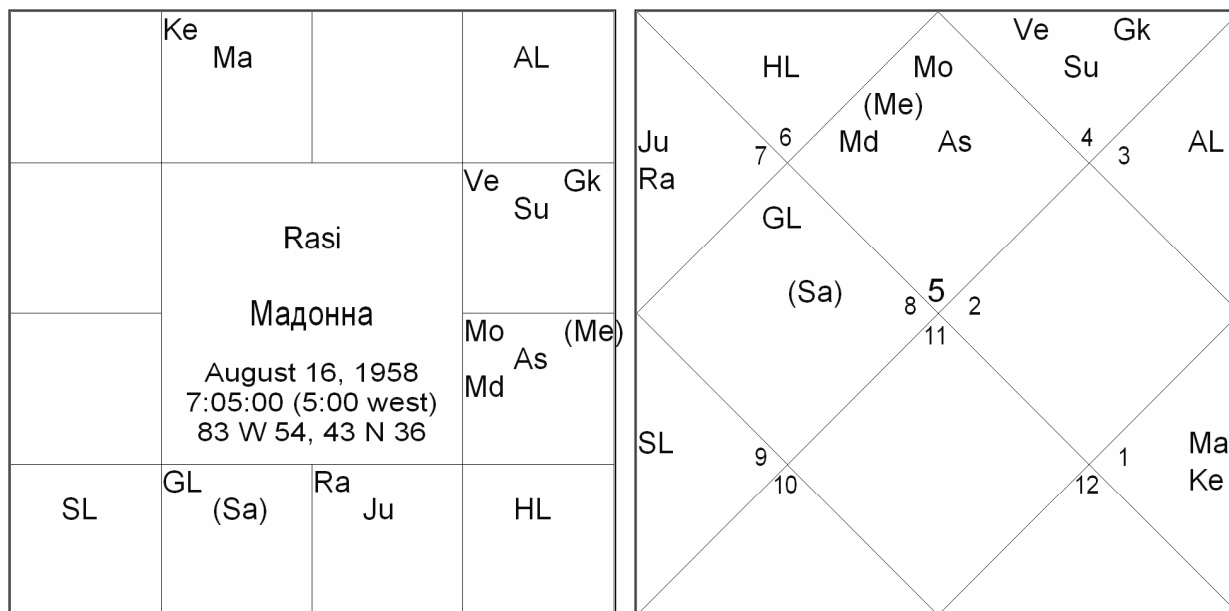 Ke
Ma
AL
Ve Gk
Su
Rasi
Мадонна
August 16, 1958
7:05:00 (5:00 west)
83 W 54, 43 N 36
Mo (Me)
As
Md
SL
GL
(Sa)
Ra
Ju
HL
Ve Gk
HL Mo Su
(Me)
Ju 7 6 Md As 4 3 AL
Ra
GL
(Sa) 8 5 2
11
SL 9 1 Ma
10 12 Ke